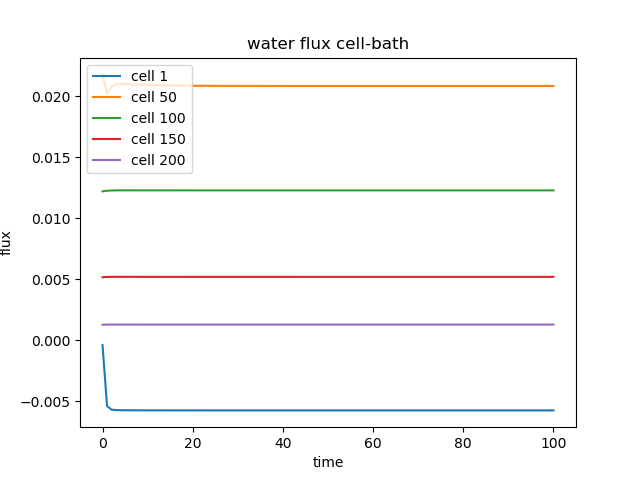 water flux cell-bath
cell 1
cell 50
cell 100
cell 150
cell 200
0.020
0.015
0.010
0.005
0.000
−0.005
flux
0 20 40 60 80 100
time